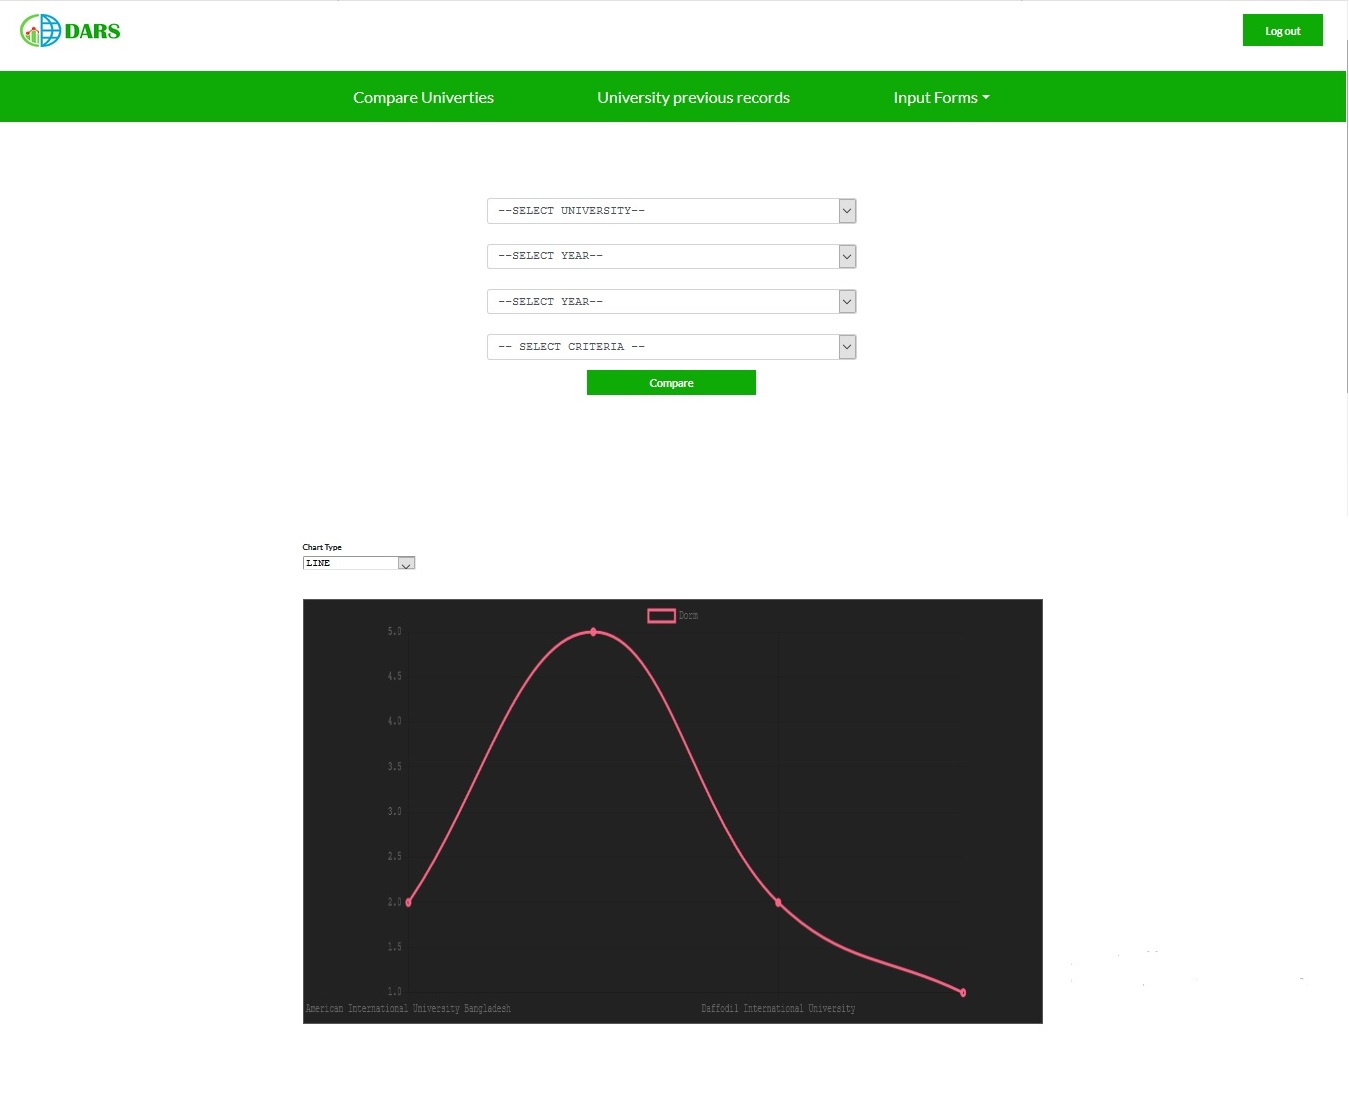 DARS
Log out
Compare Univerties
University previous records
Input Forms
--SELECT UNIVERSITY--
--SELECT YEAR--
--SELECT YEAR--
-- SELECT CRITERIA --
Compare
Chart Type
LINE
Dorm
5.0
4.5
4.0
3.5
3.0
2.5
2.0
1.5
1.0
American International University Bangladesh
Daffodil International University